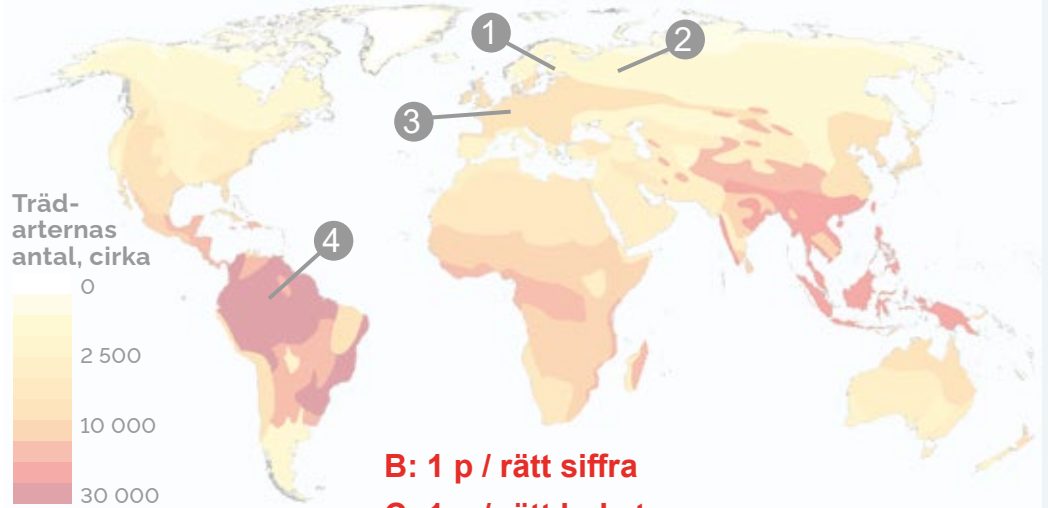 1
2
3
Träd-
arternas
antal, cirka
4
0
2 500
10 000
30 000
B: 1 p / rätt siffra